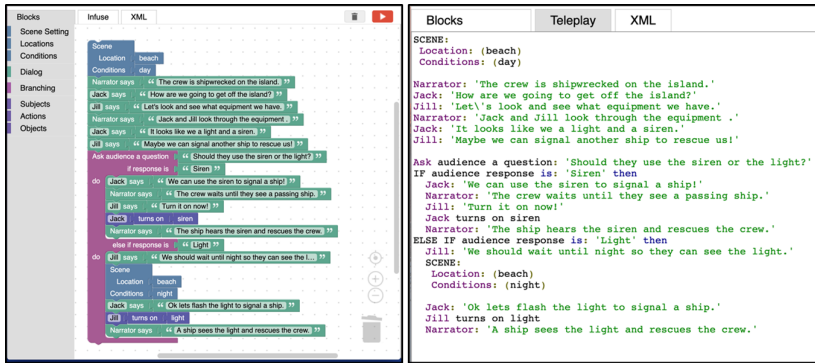 Blocks
Infuse
XML
Scene Setting
Locations
Conditions
Dialog
Branching
Subjects
Actions
Objects
Scene
Location beach
Conditions day
Narrator says “ The crew is shipwrecked on the island. ”
Jack says “ How are we going to get off the island? ”
Jill says “ Let's look and see what equipment we have. ”
Narrator says “ Jack and Jill look through the equipment . ”
Jack says “ It looks like we a light and a siren. ”
Jill says “ Maybe we can signal another ship to rescue us! ”
Ask audience a question “ Should they use the siren or the light? ”
if response is “ Siren ”
do Jack says “ We can use the siren to signal a ship! ”
Narrator says “ The crew waits until they see a passing ship. ”
Jill says “ Turn it on now! ”
Jack turns on siren
Narrator says “ The ship hears the siren and rescues the crew. ”
else if response is “ Light ”
do Jill says “ We should wait until night so they can see the l... ”
Scene
Location beach
Conditions night
Jack says “ Ok lets flash the light to signal a ship. ”
Jill turns on light
Narrator says “ A ship sees the light and rescues the crew. ”
Blocks Teleplay XML
SCENE:
Location: (beach)
Conditions: (day)
Narrator: 'The crew is shipwrecked on the island.'
Jack: 'How are we going to get off the island?'
Jill: 'Let\'s look and see what equipment we have.'
Narrator: 'Jack and Jill look through the equipment .'
Jack: 'It looks like we a light and a siren.'
Jill: 'Maybe we can signal another ship to rescue us!'
Ask audience a question: 'Should they use the siren or the light?'
IF audience response is: 'Siren' then
Jack: 'We can use the siren to signal a ship!'
Narrator: 'The crew waits until they see a passing ship.'
Jill: 'Turn it on now!'
Jack turns on siren
Narrator: 'The ship hears the siren and rescues the crew.'
ELSE IF audience response is: 'Light' then
Jill: 'We should wait until night so they can see the light.'
SCENE:
Location: (beach)
Conditions: (night)
Jack: 'Ok lets flash the light to signal a ship.'
Jill turns on light
Narrator: 'A ship sees the light and rescues the crew.'